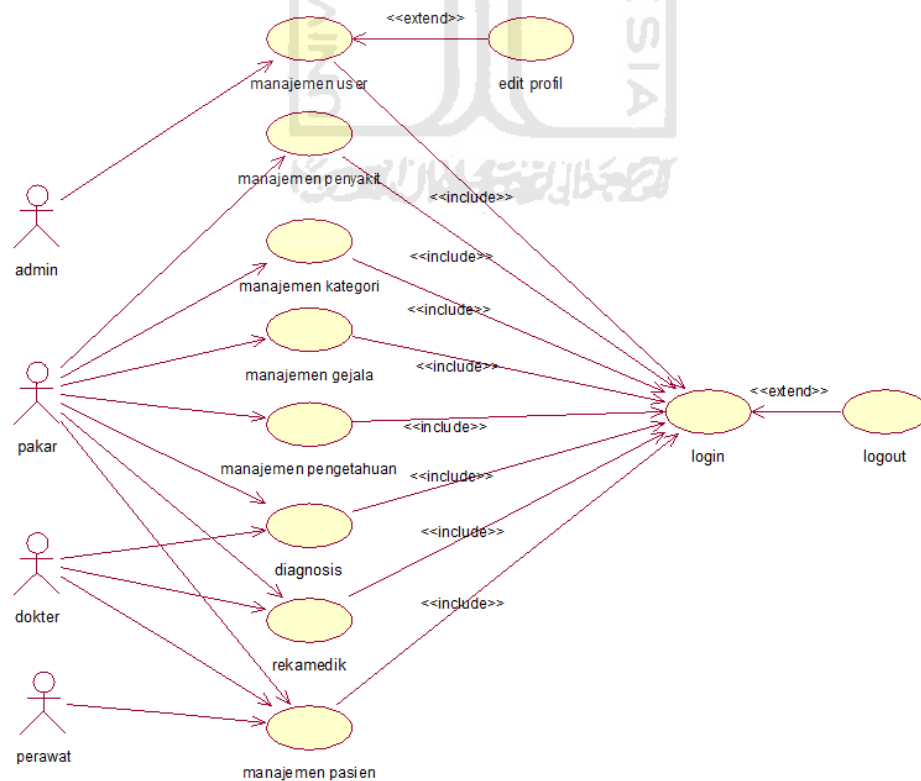 <<extend>>
manajemen user
edit profil
manajemen penyakit
<<include>>
admin
<<include>>
manajemen kategori
<<include>>
<<include>>
manajemen gejala
<<extend>>
pakar
<<include>>
login
logout
manajemen pengetahuan
<<include>>
<<include>>
diagnosis
dokter
<<include>>
rekamedik
perawat
manajemen pasien